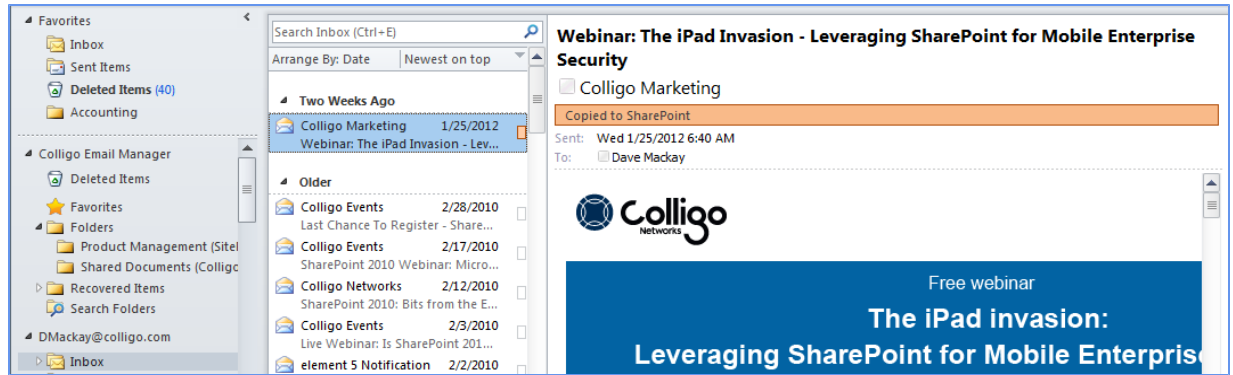 Favorites
Inbox
Sent Items
Deleted Items (40)
Accounting
Colligo Email Manager
Deleted Items
Favorites
Folders
Product Management (Site
Shared Documents (Colligo
Recovered Items
Search Folders
DMackay@colligo.com
Inbox
Search Inbox (Ctrl+E)
Arrange By: Date Newest on top
Two Weeks Ago
Colligo Marketing 1/25/2012
Webinar: The iPad Invasion - Lev...
Older
Colligo Events 2/28/2010
Last Chance To Register - Share...
Colligo Events 2/17/2010
SharePoint 2010 Webinar: Micro...
Colligo Networks 2/12/2010
SharePoint 2010: Bits from the E...
Colligo Events 2/3/2010
Live Webinar: Is SharePoint 201...
element 5 Notification 2/2/2010
Webinar: The iPad Invasion - Leveraging SharePoint for Mobile Enterprise
Security
Colligo Marketing
Copied to SharePoint
Sent: Wed 1/25/2012 6:40 AM
To: Dave Mackay
Colligo
Networks
Free webinar
The iPad invasion:
Leveraging SharePoint for Mobile Enterprise